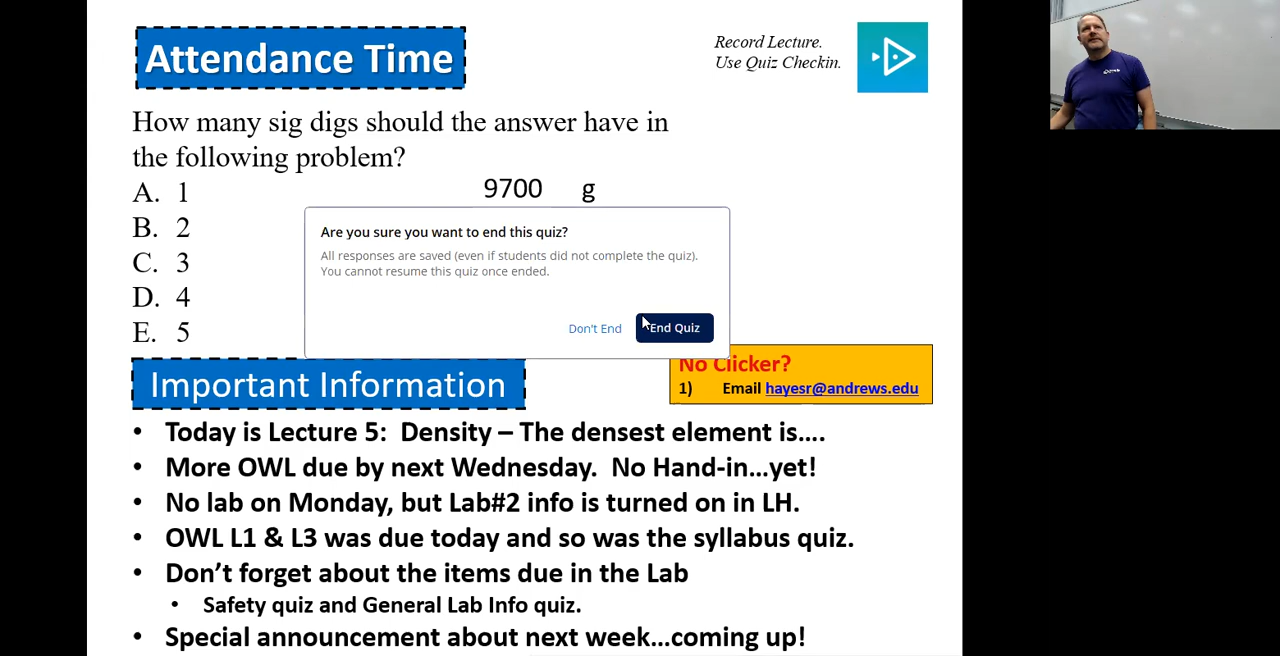 Attendance Time
Record Lecture.
Use Quiz Checkin.
How many sig digs should the answer have in
the following problem?
A. 1
9700 g
B. 2
C. 3
D. 4
E. 5
Are you sure you want to end this quiz?
All responses are saved (even if students did not complete the quiz).
You cannot resume this quiz once ended.
Don't End
End Quiz
No Clicker?
1) Email hayesr@andrews.edu
Important Information
• Today is Lecture 5: Density – The densest element is….
• More OWL due by next Wednesday. No Hand-in…yet!
• No lab on Monday, but Lab#2 info is turned on in LH.
• OWL L1 & L3 was due today and so was the syllabus quiz.
• Don’t forget about the items due in the Lab
• Safety quiz and General Lab Info quiz.
• Special announcement about next week…coming up!